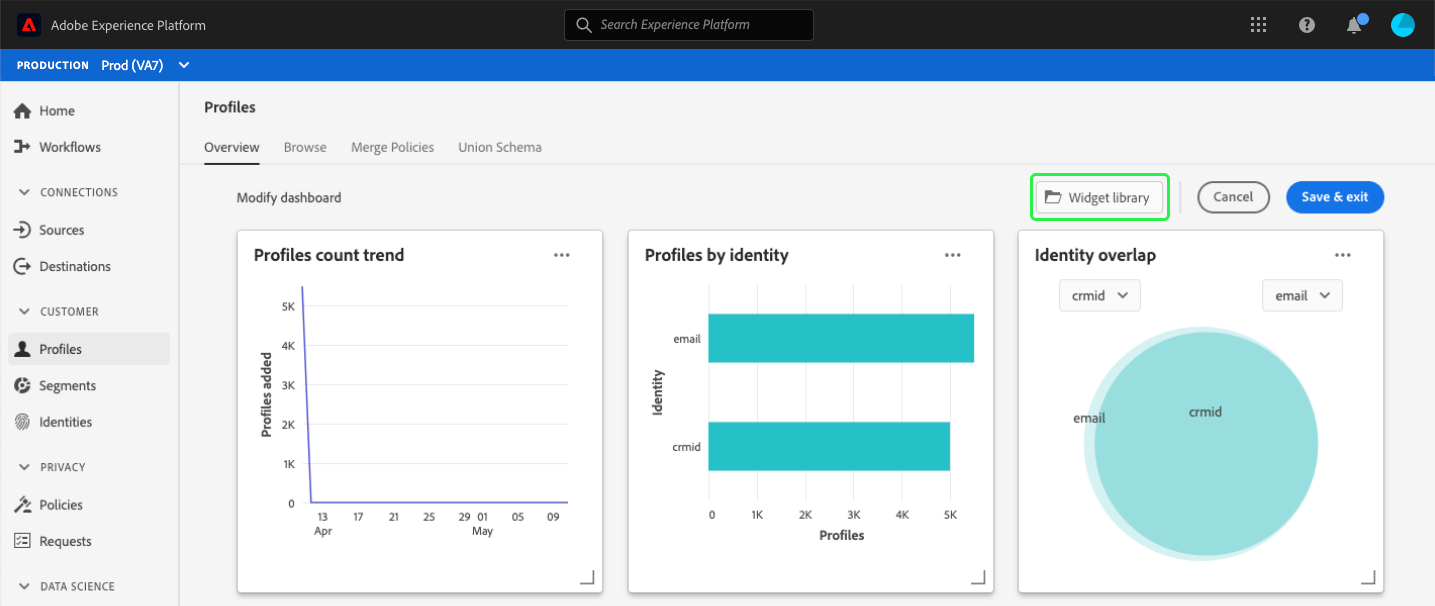 Adobe Experience Platform
Search Experience Platform
PRODUCTION Prod (VA7)
Home
Workflows
CONNECTIONS
Sources
Destinations
CUSTOMER
Profiles
Segments
Identities
PRIVACY
Policies
Requests
DATA SCIENCE
Profiles
Overview Browse Merge Policies Union Schema
Modify dashboard
Widget library
Cancel
Save & exit
Profiles count trend
Profiles added
5K
4K
3K
2K
1K
0
13 17 21 25 29 01 05 09
Apr May
Profiles by identity
Identity
email
crmid
0 1K 2K 3K 4K 5K
Profiles
Identity overlap
crmid
email
email
crmid